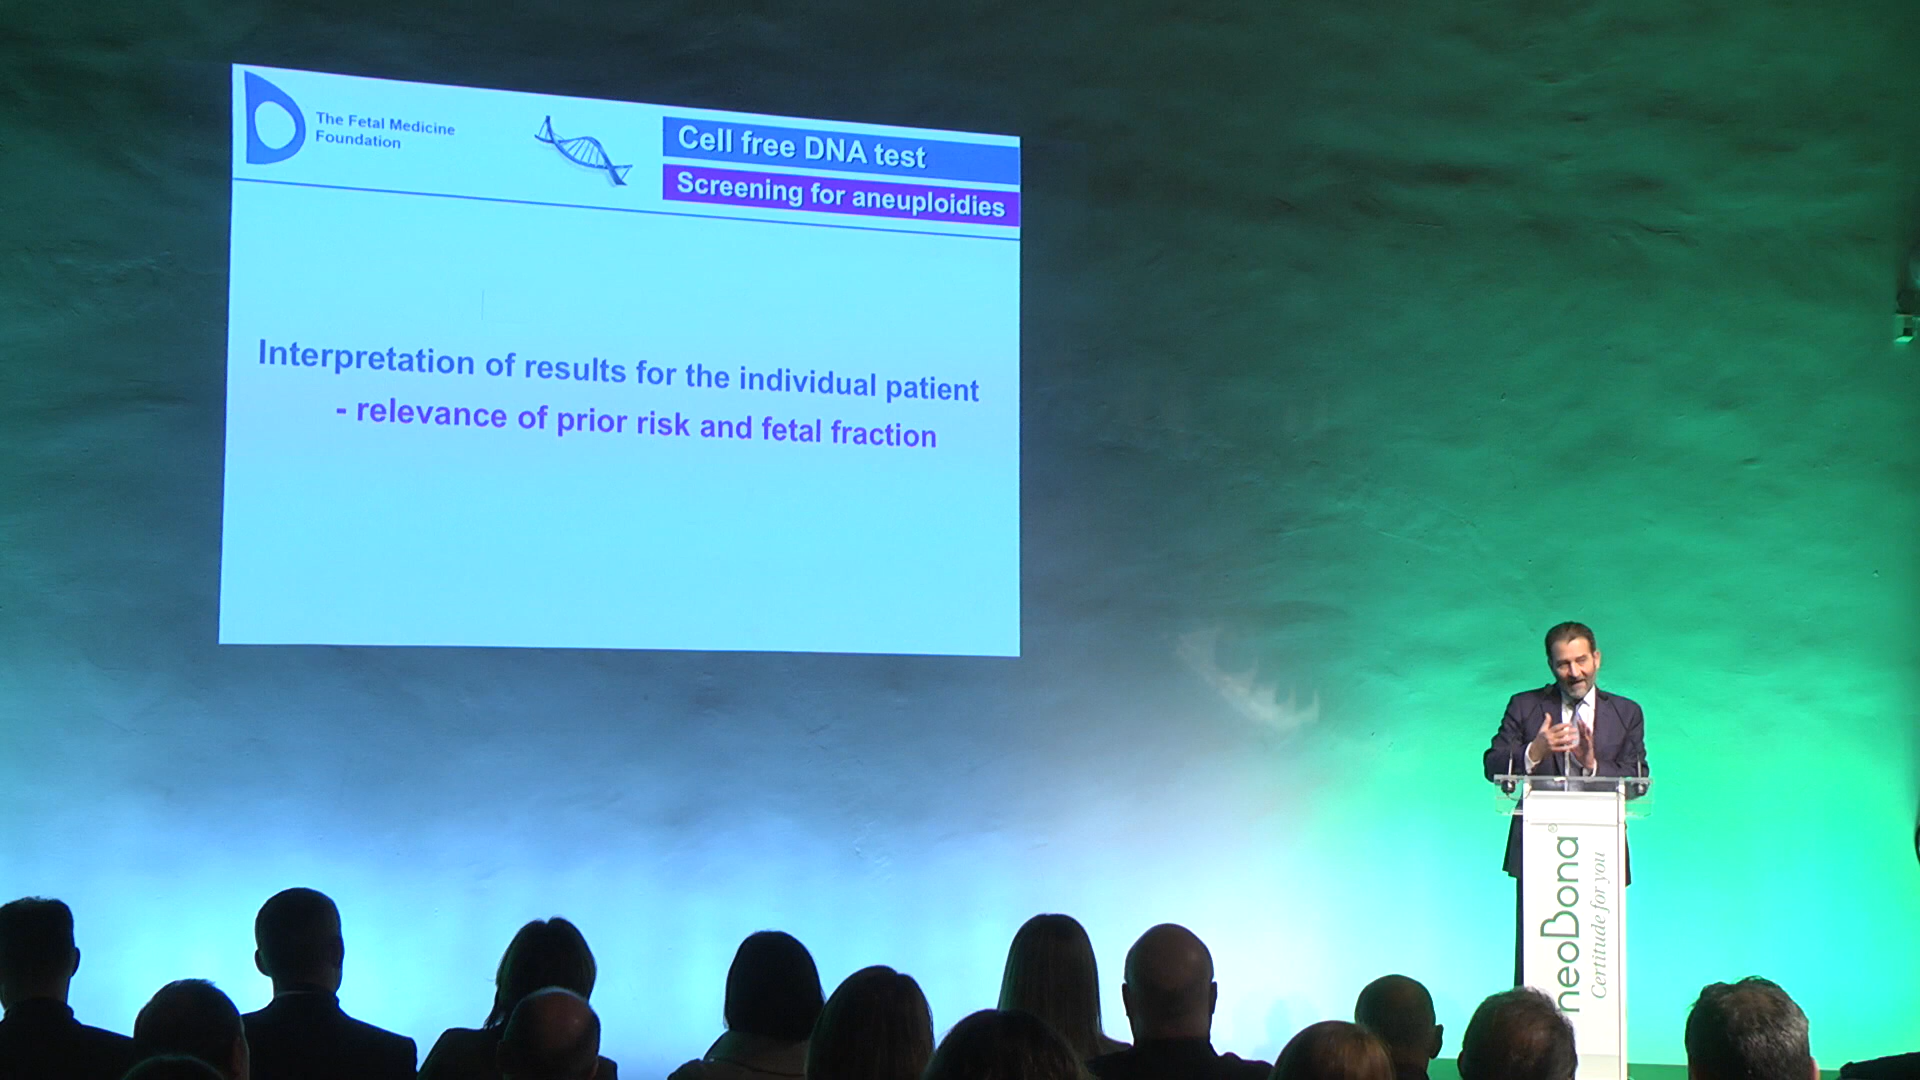 The Fetal Medicine
Foundation
Cell free DNA test
Screening for aneuploidies
Interpretation of results for the individual patient
- relevance of prior risk and fetal fraction
neoBona®
Certitude for you